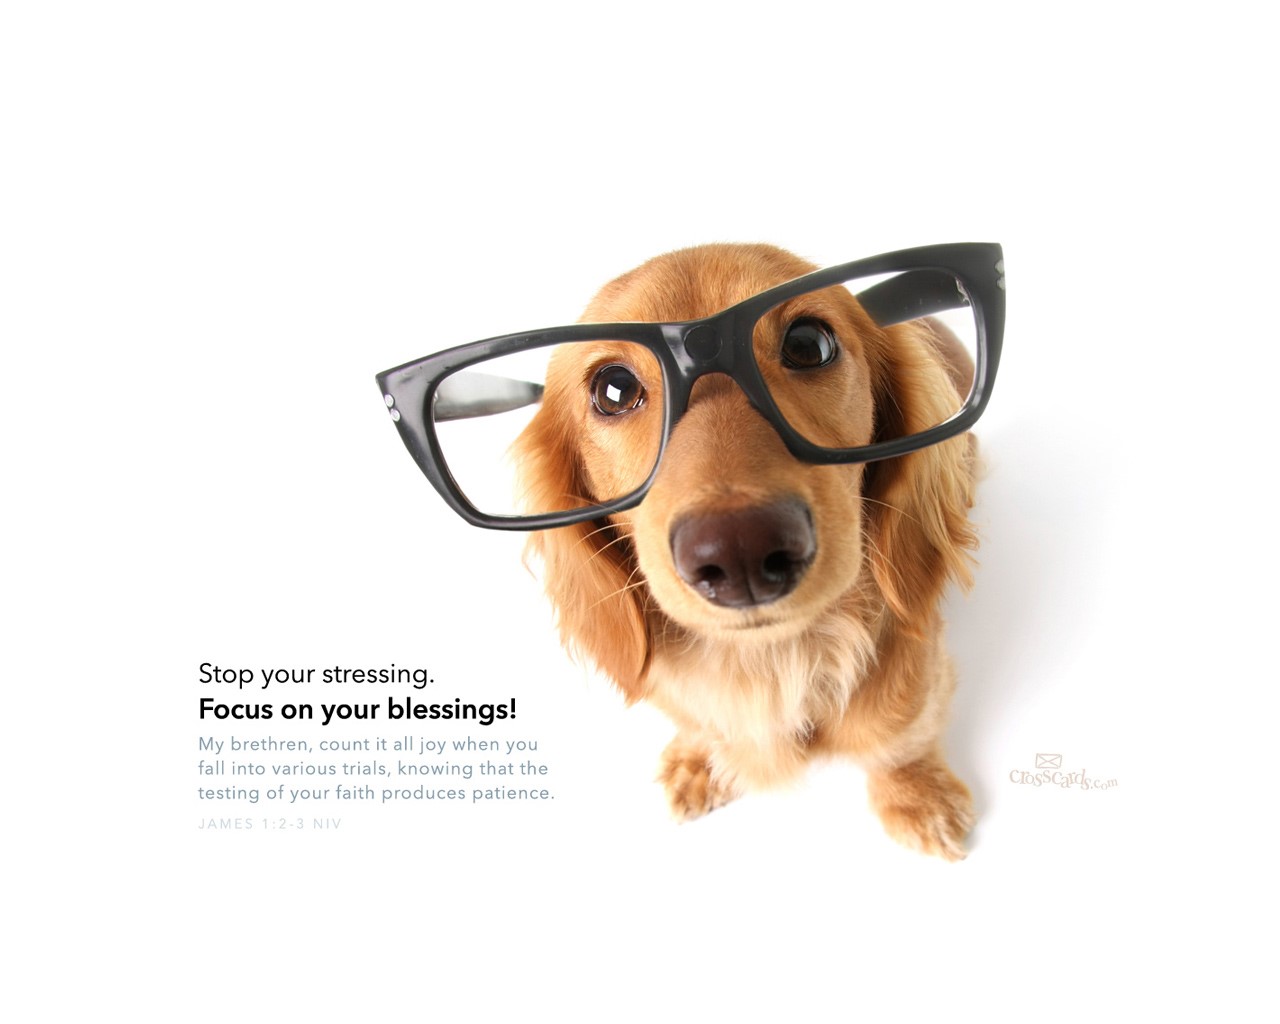 Stop your stressing.
Focus on your blessings!
My brethren, count it all joy when you
fall into various trials, knowing that the
testing of your faith produces patience.
JAMES 1:2-3 NIV
crosscards.com